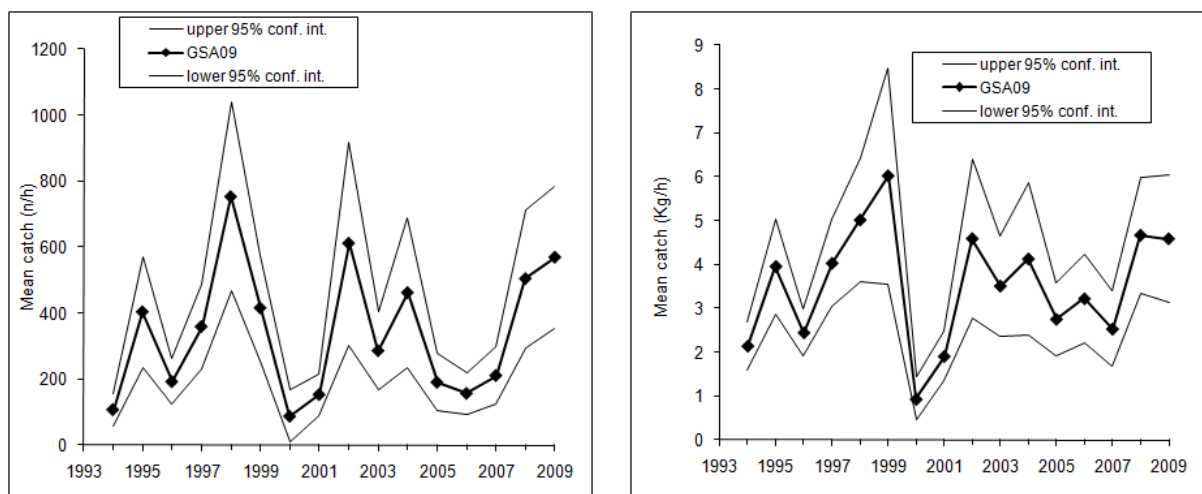 upper 95% conf. int.
GSA09
lower 95% conf. int.
Mean catch (n/h)
1200
1000
800
600
400
200
0
1993 1995 1997 1999 2001 2003 2005 2007 2009
upper 95% conf. int.
GSA09
lower 95% conf. int.
Mean catch (Kg/h)
9
8
7
6
5
4
3
2
1
0
1993 1995 1997 1999 2001 2003 2005 2007 2009